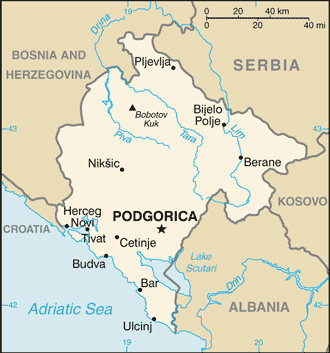 0 20 40 km
0 20 40 mi
Drina
BOSNIA AND
HERZEGOVINA
Pljevlja
SERBIA
Bobotov
Kuk
Bijelo
Polje
Tara
Lim
43
43
Piva
Nikšic
Berane
KOSOVO
Herceg
Novi
PODGORICA
CROATIA
Tivat
Cetinje
Budva
Lake
Scutari
Drin
Bar
42
42
Adriatic Sea
ALBANIA
Ulcinj
19
20